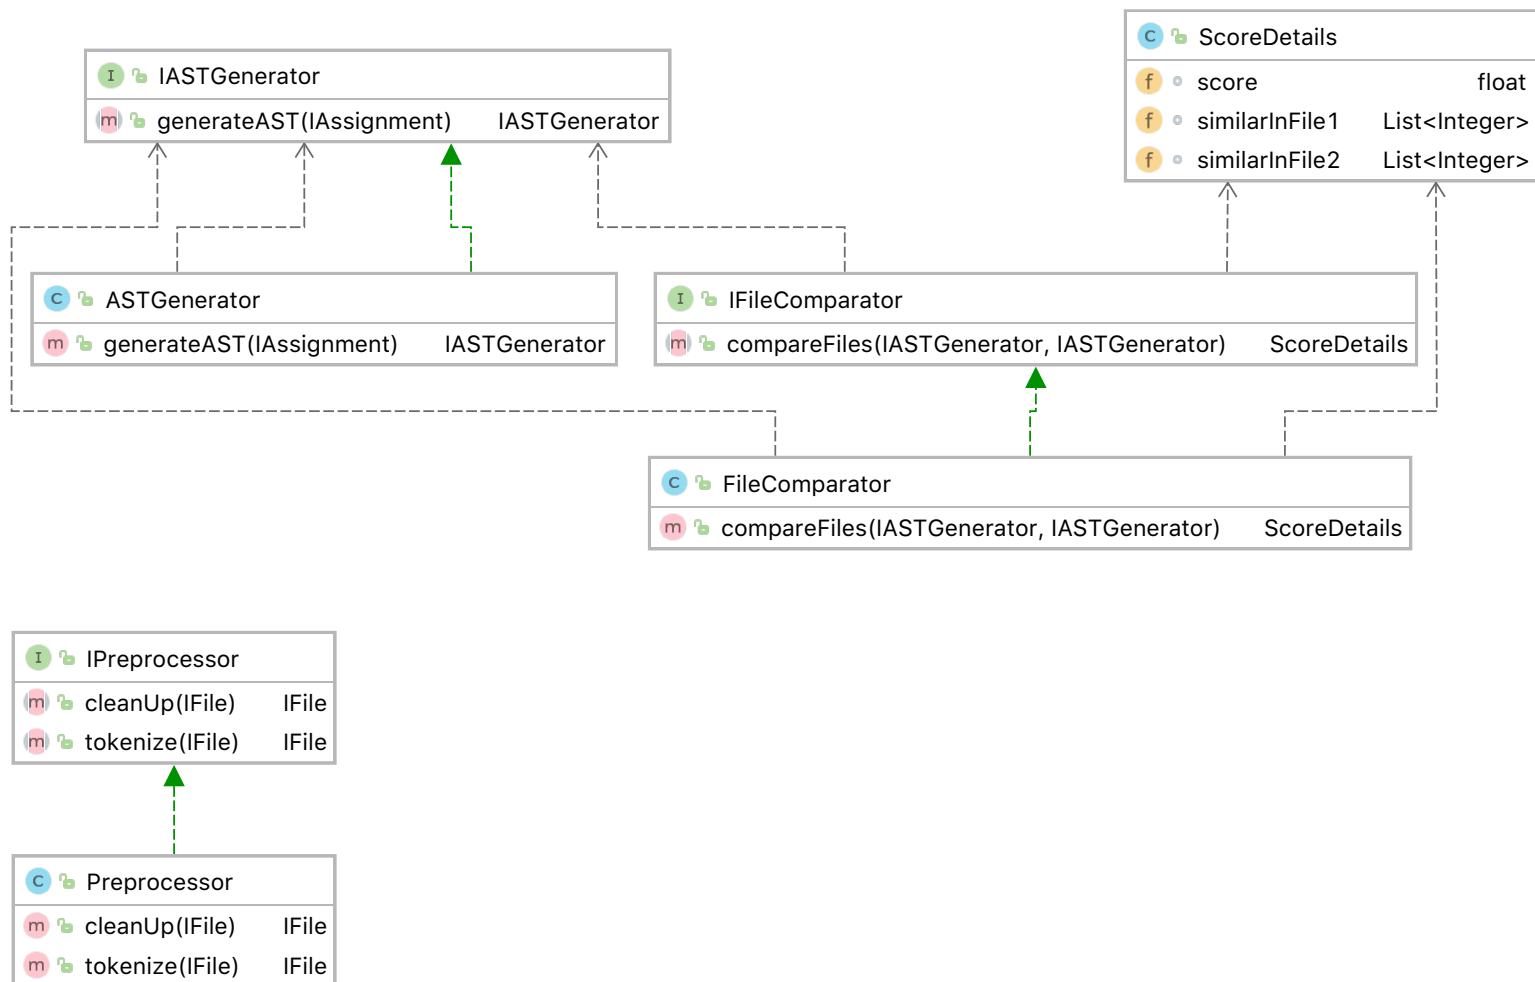 I IASTGenerator
m generateAST(IAssignment) IASTGenerator
C ScoreDetails
f score float
f similarInFile1 List<Integer>
f similarInFile2 List<Integer>
C ASTGenerator
m generateAST(IAssignment) IASTGenerator
I IFileComparator
m compareFiles(IASTGenerator, IASTGenerator) ScoreDetails
C FileComparator
m compareFiles(IASTGenerator, IASTGenerator) ScoreDetails
I IPreprocessor
m cleanUp(IFile) IFile
m tokenize(IFile) IFile
C Preprocessor
m cleanUp(IFile) IFile
m tokenize(IFile) IFile